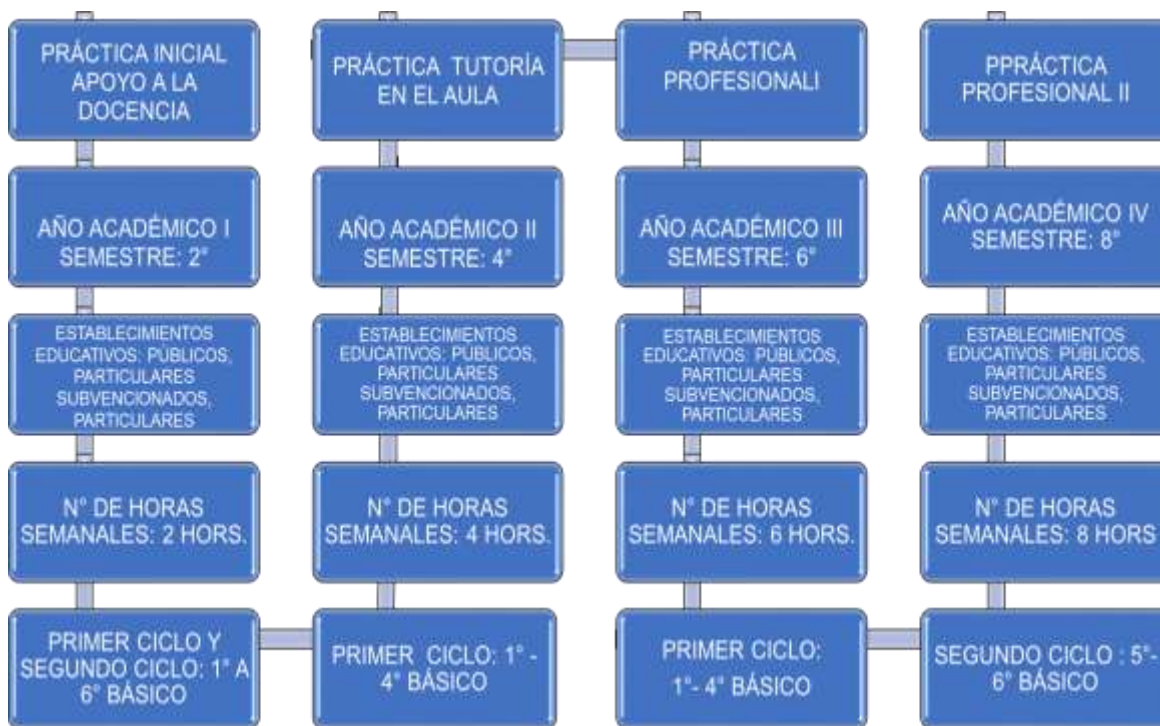 PRÁCTICA INICIAL
APOYO A LA
DOCENCIA
AÑO ACADÉMICO I
SEMESTRE: 2°
ESTABLECIMIENTOS
EDUCATIVOS: PÚBLICOS,
PARTICULARES
SUBVENCIONADOS,
PARTICULARES
N° DE HORAS
SEMANALES: 2 HORS.
PRIMER CICLO Y
SEGUNDO CICLO: 1° A
6° BÁSICO
PRÁCTICA TUTORÍA
EN EL AULA
AÑO ACADÉMICO II
SEMESTRE: 4°
ESTABLECIMIENTOS
EDUCATIVOS: PÚBLICOS,
PARTICULARES
SUBVENCIONADOS,
PARTICULARES
N° DE HORAS
SEMANALES: 4 HORS.
PRIMER CICLO: 1° -
4° BÁSICO
PRÁCTICA
PROFESIONALI
AÑO ACADÉMICO III
SEMESTRE: 6°
ESTABLECIMIENTOS
EDUCATIVOS: PÚBLICOS,
PARTICULARES
SUBVENCIONADOS,
PARTICULARES
N° DE HORAS
SEMANALES: 6 HORS.
PRIMER CICLO:
1°- 4° BÁSICO
PPRÁCTICA
PROFESIONAL II
AÑO ACADÉMICO IV
SEMESTRE: 8°
ESTABLECIMIENTOS
EDUCATIVOS: PÚBLICOS,
PARTICULARES
SUBVENCIONADOS,
PARTICULARES
N° DE HORAS
SEMANALES: 8 HORS
SEGUNDO CICLO : 5°-
6° BÁSICO